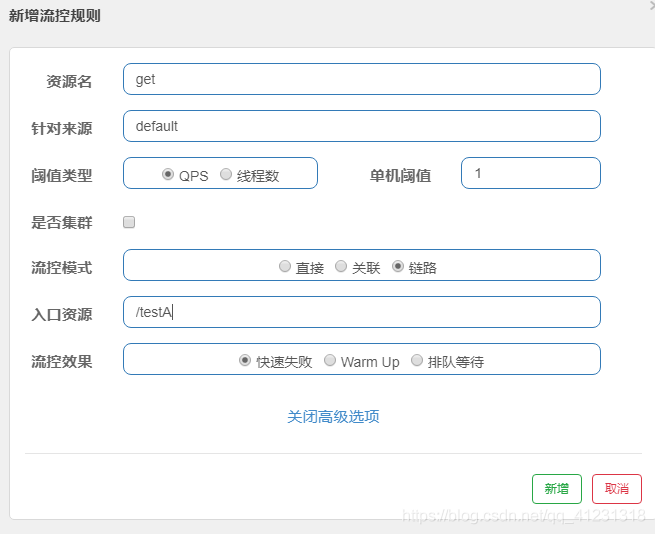 新增流控规则
资源名 get
针对来源 default
阈值类型 QPS 线程数 单机阈值 1
是否集群
流控模式 直接 关联 链路
入口资源 /testA
流控效果 快速失败 Warm Up 排队等待
关闭高级选项
新增 取消
https://blog.csdn.net/qq_41231318